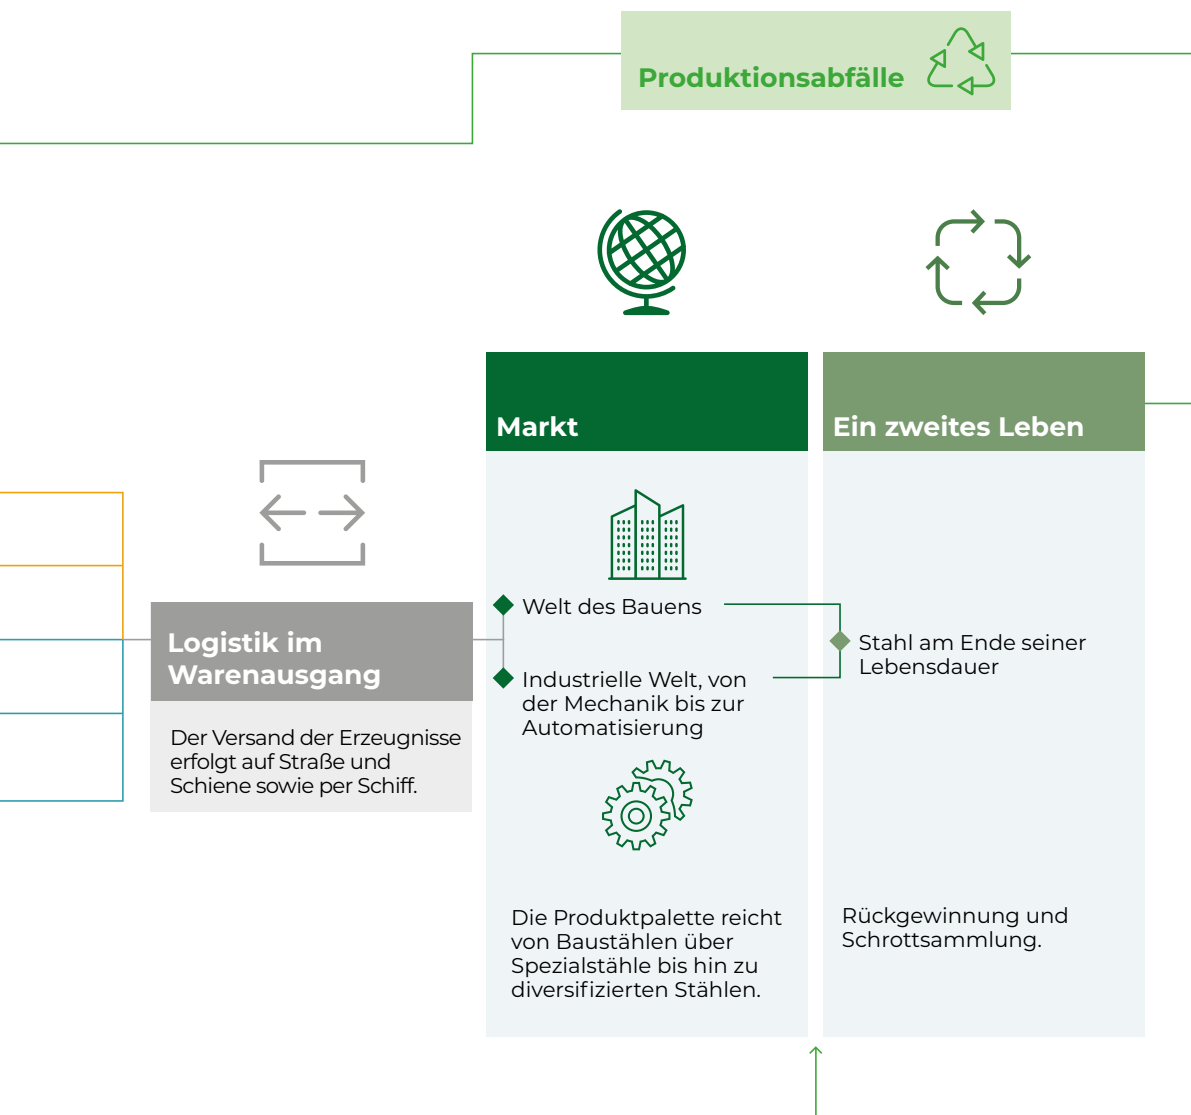 Produktionsabfälle
Logistik im
Warenausgang
Der Versand der Erzeugnisse
erfolgt auf Straße und
Schiene sowie per Schiff.
Markt
Welt des Bauens
Industrielle Welt, von
der Mechanik bis zur
Automatisierung
Die Produktpalette reicht
von Baustählen über
Spezialstähle bis hin zu
diversifizierten Stählen.
Ein zweites Leben
Stahl am Ende seiner
Lebensdauer
Rückgewinnung und
Schrottsammlung.